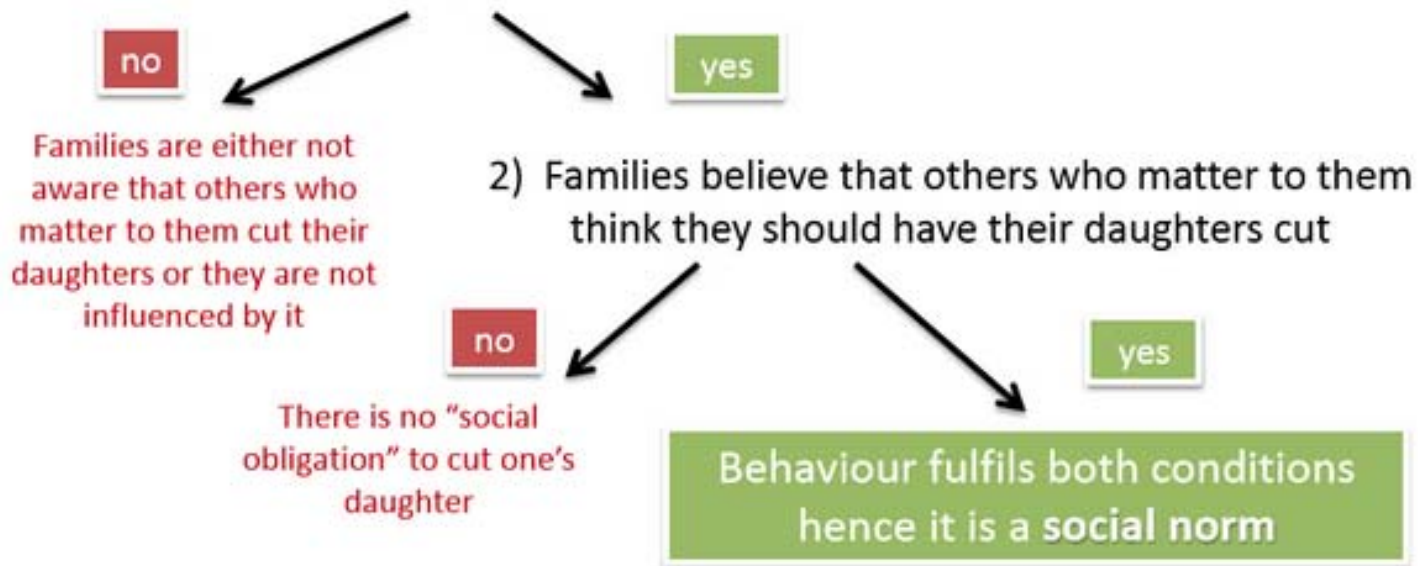 no
yes
Families are either not
aware that others who
matter to them cut their
daughters or they are not
influenced by it
2) Families believe that others who matter to them
think they should have their daughters cut
no
yes
There is no “social
obligation” to cut one’s
daughter
Behaviour fulfils both conditions
hence it is a social norm